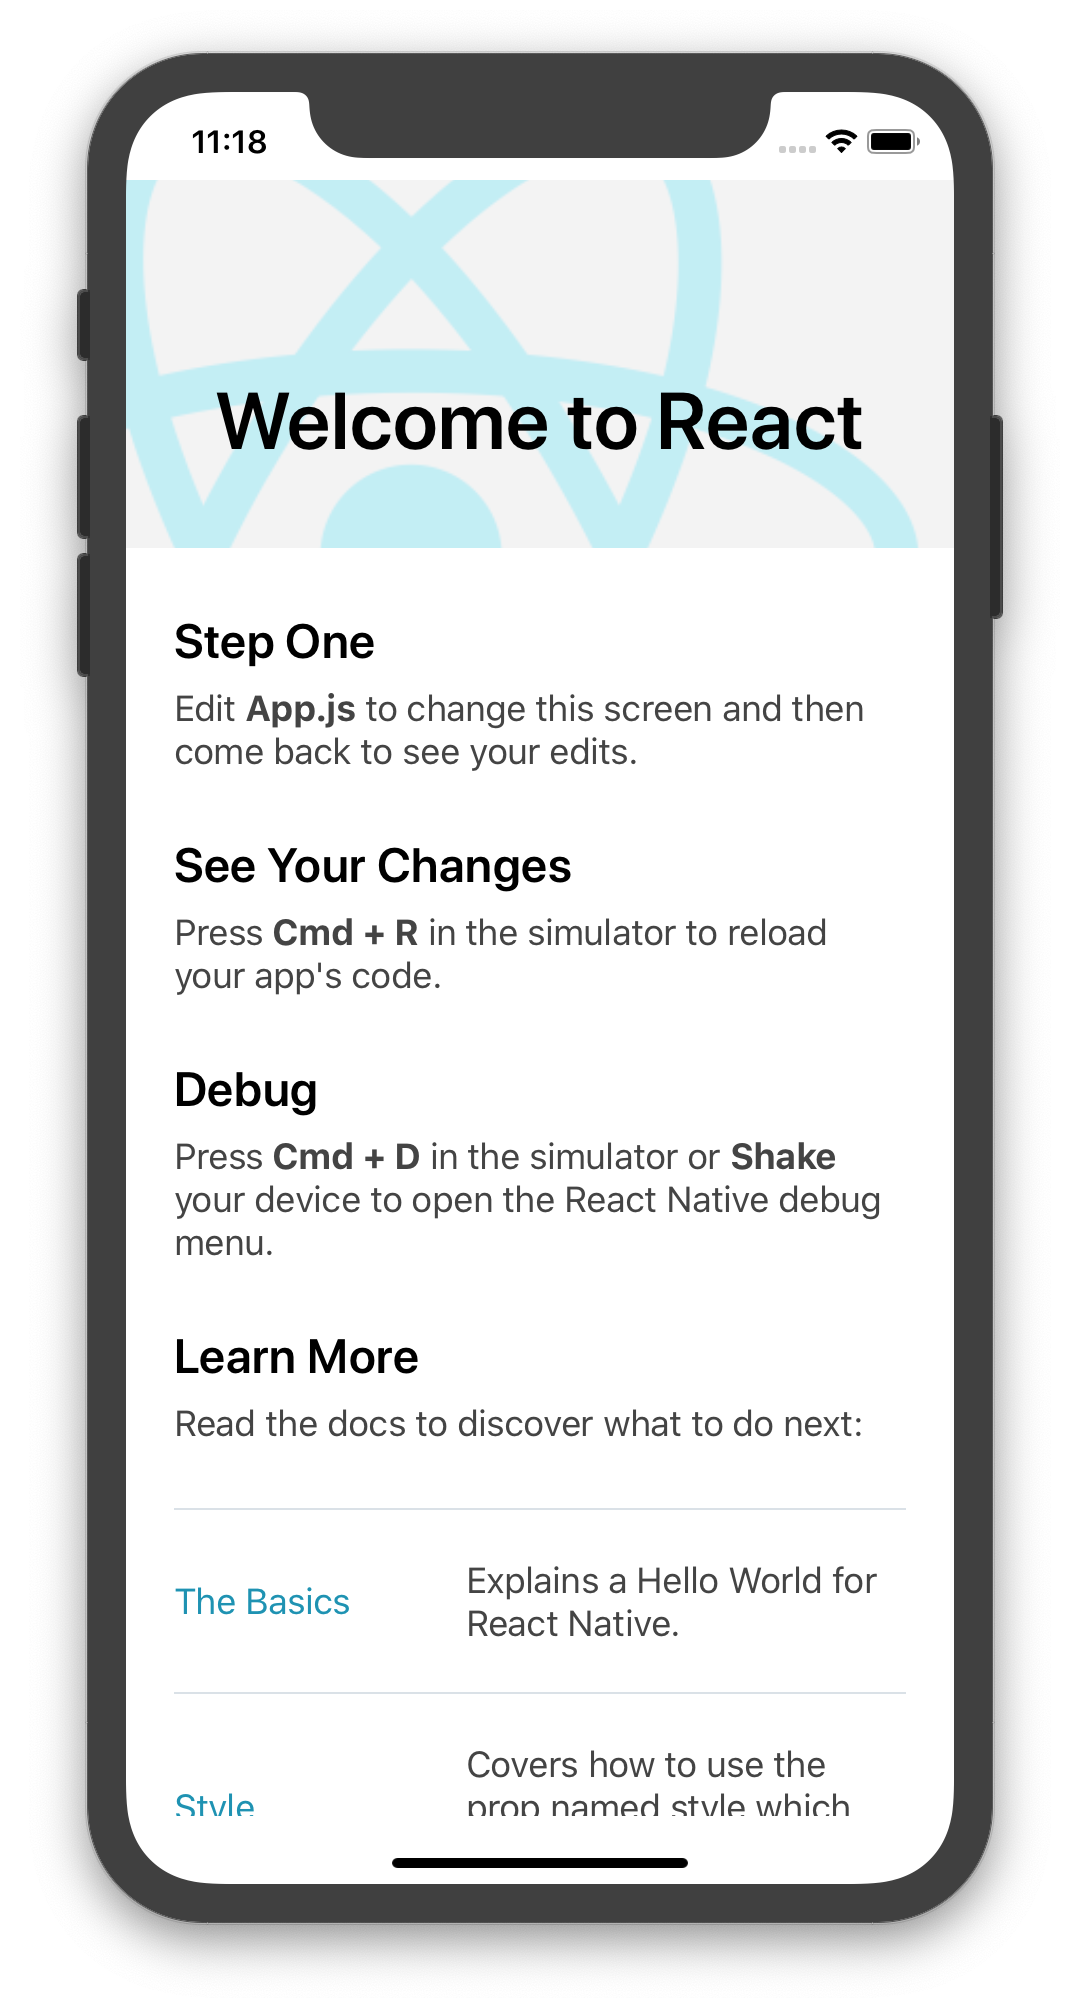 11:18
Welcome to React
Step One
Edit App.js to change this screen and then
come back to see your edits.
See Your Changes
Press Cmd + R in the simulator to reload
your app's code.
Debug
Press Cmd + D in the simulator or Shake
your device to open the React Native debug
menu.
Learn More
Read the docs to discover what to do next:
The Basics
Explains a Hello World for
React Native.
Style
Covers how to use the
prop named style which